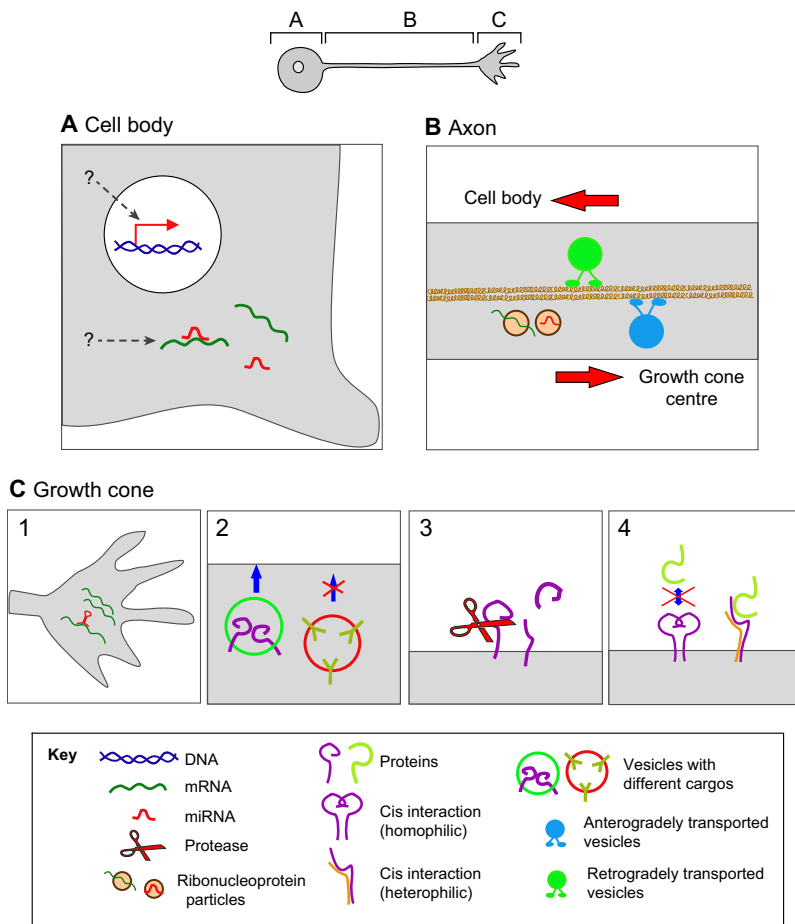 A B C
A Cell body
?
?
B Axon
Cell body
Growth cone
centre
C Growth cone
1
2
3
4
Key
DNA
mRNA
miRNA
Protease
Ribonucleoprotein
particles
Proteins
Cis interaction
(homophilic)
Cis interaction
(heterophilic)
Vesicles with
different cargos
Anterogradely transported
vesicles
Retrogradely transported
vesicles